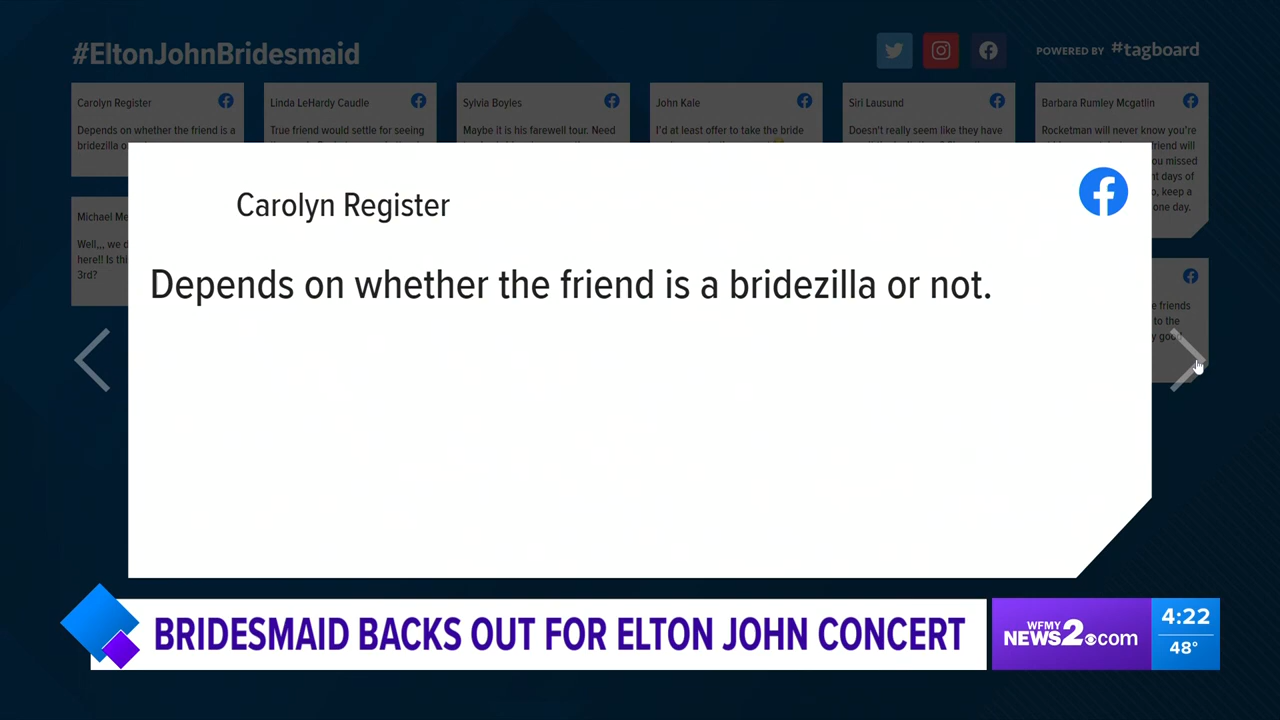 #EltonJohnBridesmaid
POWERED BY #tagboard
Carolyn Register
Depends on whether the friend is a
bridezilla o
Linda LeHardy Caudle
True friend would settle for seeing
Sylvia Boyles
Maybe it is his farewell tour. Need
John Kale
I'd at least offer to take the bride
Siri Lausund
Doesn't really seem like they have
Barbara Rumley Mcgatlin
Rocketman will never know you're
friend will
ou missed
nt days of
o, keep a
one day.
Michael Me
Well,,, we d
here!! Is thi
3rd?
e friends
to the
y good
Carolyn Register
Depends on whether the friend is a bridezilla or not.
BRIDESMAID BACKS OUT FOR ELTON JOHN CONCERT
WFMY
NEWS2.com
4:22
48°